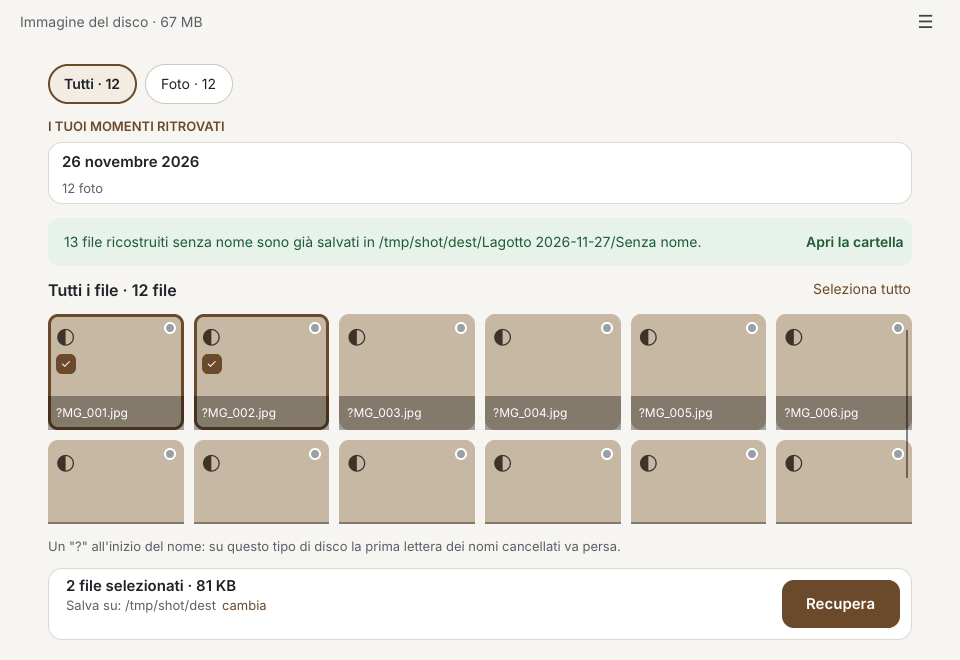 Immagine del disco · 67 MB
Tutti · 12
Foto · 12
I TUOI MOMENTI RITROVATI
26 novembre 2026
12 foto
13 file ricostruiti senza nome sono già salvati in /tmp/shot/dest/Lagotto 2026-11-27/Senza nome.
Apri la cartella
Tutti i file · 12 file
Seleziona tutto
?MG_001.jpg
?MG_002.jpg
?MG_003.jpg
?MG_004.jpg
?MG_005.jpg
?MG_006.jpg
Un "?" all'inizio del nome: su questo tipo di disco la prima lettera dei nomi cancellati va persa.
2 file selezionati · 81 KB
Salva su: /tmp/shot/dest cambia
Recupera